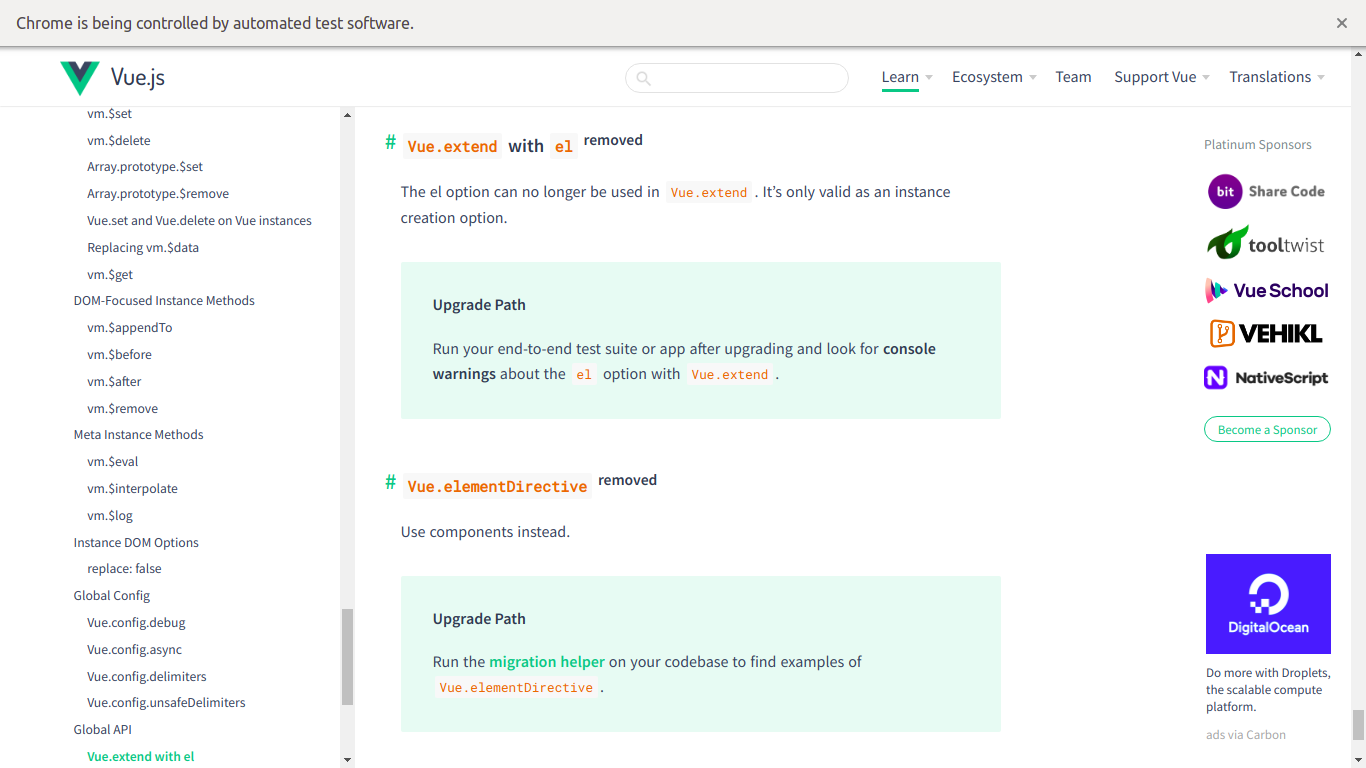 Chrome is being controlled by automated test software.
Vue.js
Learn
Ecosystem
Team
Support Vue
Translations
vm.$set
vm.$delete
Array.prototype.$set
Array.prototype.$remove
Vue.set and Vue.delete on Vue instances
Replacing vm.$data
vm.$get
DOM-Focused Instance Methods
vm.$appendTo
vm.$before
vm.$after
vm.$remove
Meta Instance Methods
vm.$eval
vm.$interpolate
vm.$log
Instance DOM Options
replace: false
Global Config
Vue.config.debug
Vue.config.async
Vue.config.delimiters
Vue.config.unsafeDelimiters
Global API
Vue.extend with el
# Vue.extend with el removed
The el option can no longer be used in Vue.extend. It’s only valid as an instance
creation option.
Upgrade Path
Run your end-to-end test suite or app after upgrading and look for console
warnings about the el option with Vue.extend.
# Vue.elementDirective removed
Use components instead.
Upgrade Path
Run the migration helper on your codebase to find examples of
Vue.elementDirective.
Platinum Sponsors
bit Share Code
tooltwist
Vue School
VEHIKL
NativeScript
Become a Sponsor
DigitalOcean
Do more with Droplets,
the scalable compute
platform.
ads via Carbon